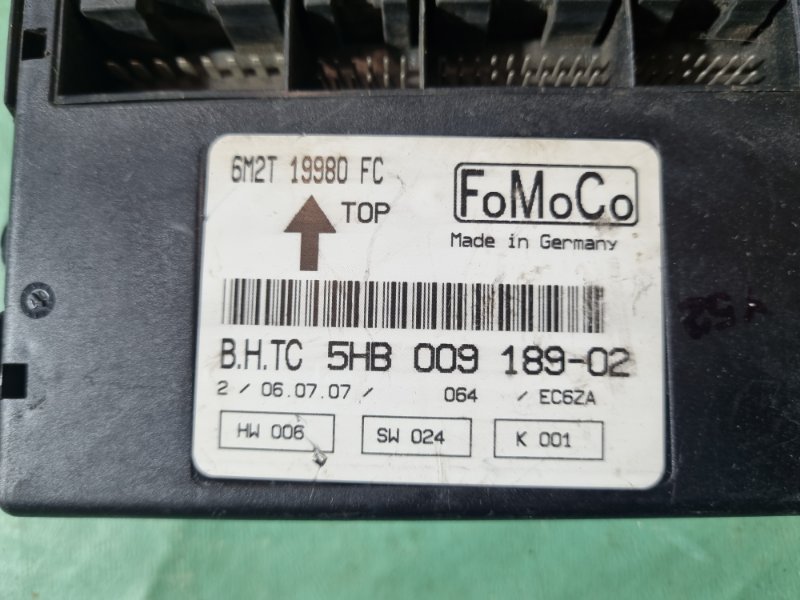 6M2T 19980 FC
FoMoCo
TOP
Made in Germany
B.H.TC 5HB 009 189-02
2 / 06.07.07 / 064 / EC6ZA
HW 006 SW 024 K 001